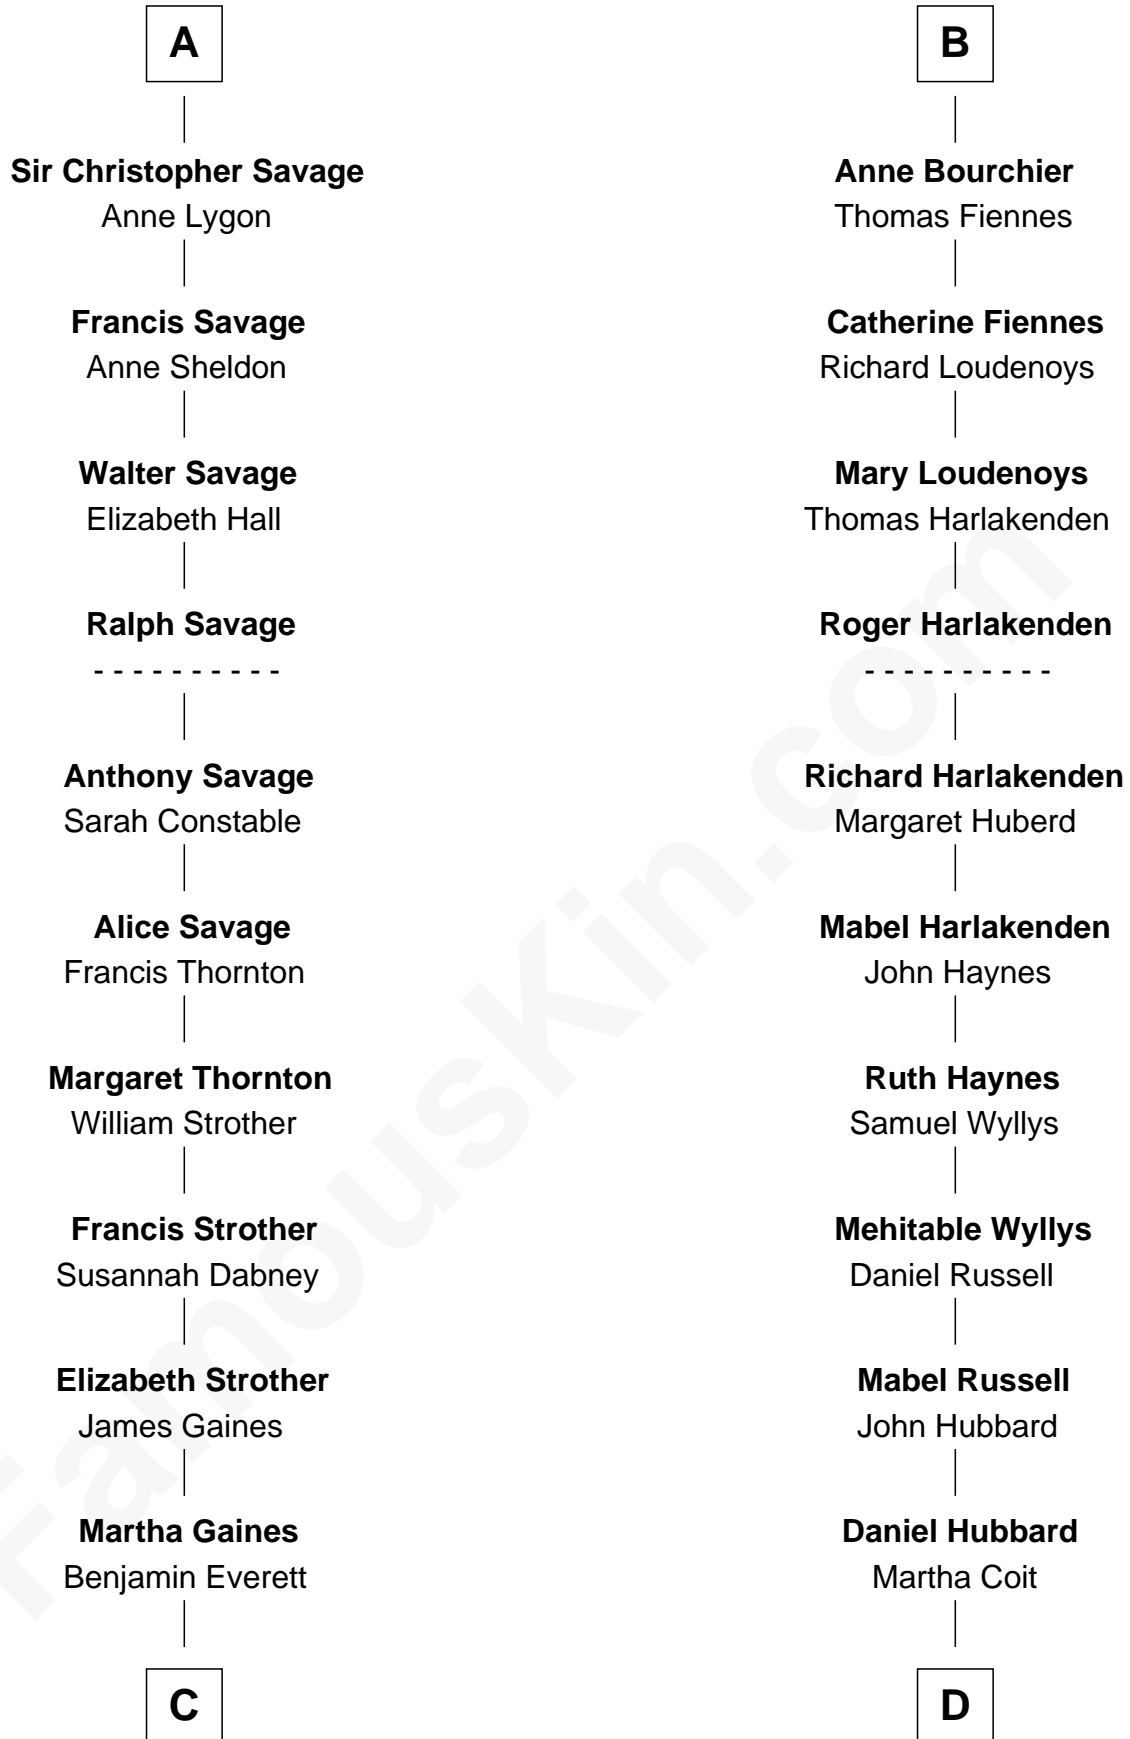 A
Sir Christopher Savage
Anne Lygon
Francis Savage
Anne Sheldon
Walter Savage
Elizabeth Hall
Ralph Savage
- - - - - - - - - -
Anthony Savage
Sarah Constable
Alice Savage
Francis Thornton
Margaret Thornton
William Strother
Francis Strother
Susannah Dabney
Elizabeth Strother
James Gaines
Martha Gaines
Benjamin Everett
C
B
Anne Bourchier
Thomas Fiennes
Catherine Fiennes
Richard Loudenoys
Mary Loudenoys
Thomas Harlakenden
Roger Harlakenden
- - - - - - - - - -
Richard Harlakenden
Margaret Huberd
Mabel Harlakenden
John Haynes
Ruth Haynes
Samuel Wyllys
Mehitable Wyllys
Daniel Russell
Mabel Russell
John Hubbard
Daniel Hubbard
Martha Coit
D
FamousKin.com